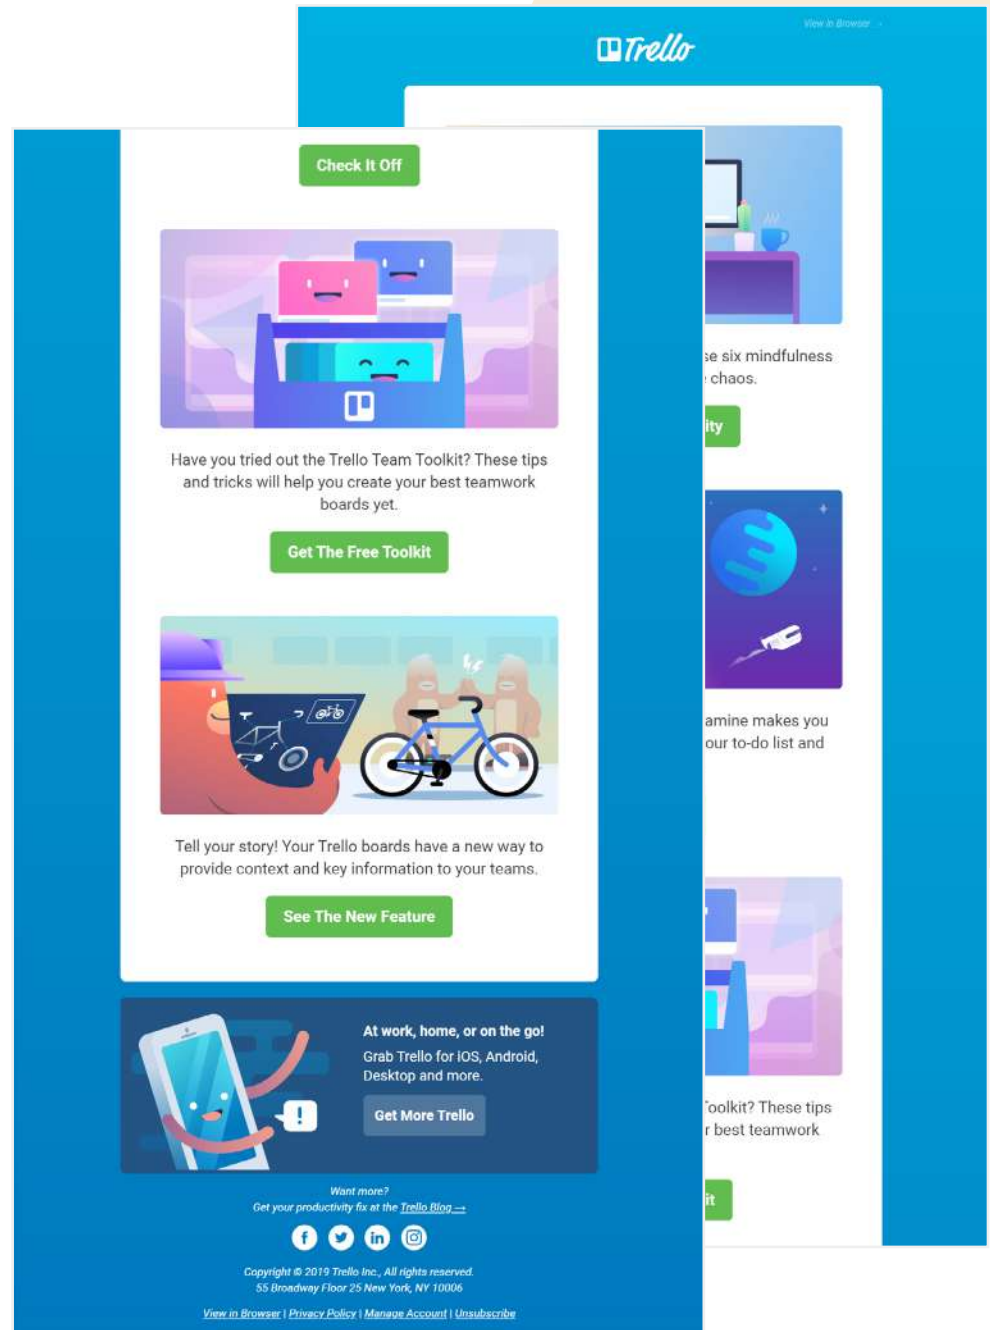 View in Browser →
Trello
Check It Off
Have you tried out the Trello Team Toolkit? These tips
and tricks will help you create your best teamwork
boards yet.
Get The Free Toolkit
Tell your story! Your Trello boards have a new way to
provide context and key information to your teams.
See The New Feature
At work, home, or on the go!
Grab Trello for iOS, Android,
Desktop and more.
Get More Trello
!
Want more?
Get your productivity fix at the Trello Blog →
Copyright © 2019 Trello Inc., All rights reserved.
55 Broadway Floor 25 New York, NY 10006
View in Browser | Privacy Policy | Manage Account | Unsubscribe
se six mindfulness
chaos.
ity
amine makes you
our to-do list and
Toolkit? These tips
r best teamwork
it